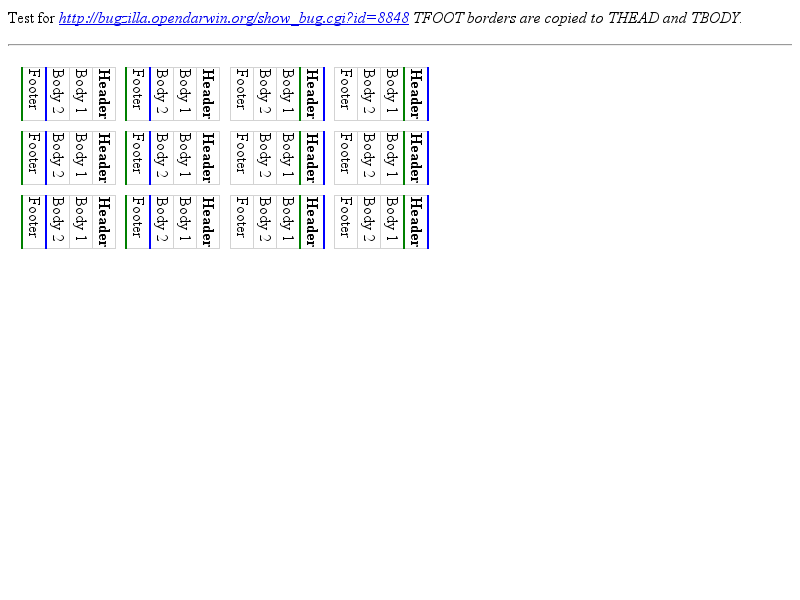 Test for http://bugzilla.opendarwin.org/show_bug.cgi?id=8848 TFOOT borders are copied to THEAD and TBODY.
Header
Body 1
Body 2
Footer
Header
Body 1
Body 2
Footer
Header
Body 1
Body 2
Footer
Header
Body 1
Body 2
Footer
Header
Body 1
Body 2
Footer
Header
Body 1
Body 2
Footer
Header
Body 1
Body 2
Footer
Header
Body 1
Body 2
Footer
Header
Body 1
Body 2
Footer
Header
Body 1
Body 2
Footer
Header
Body 1
Body 2
Footer
Header
Body 1
Body 2
Footer